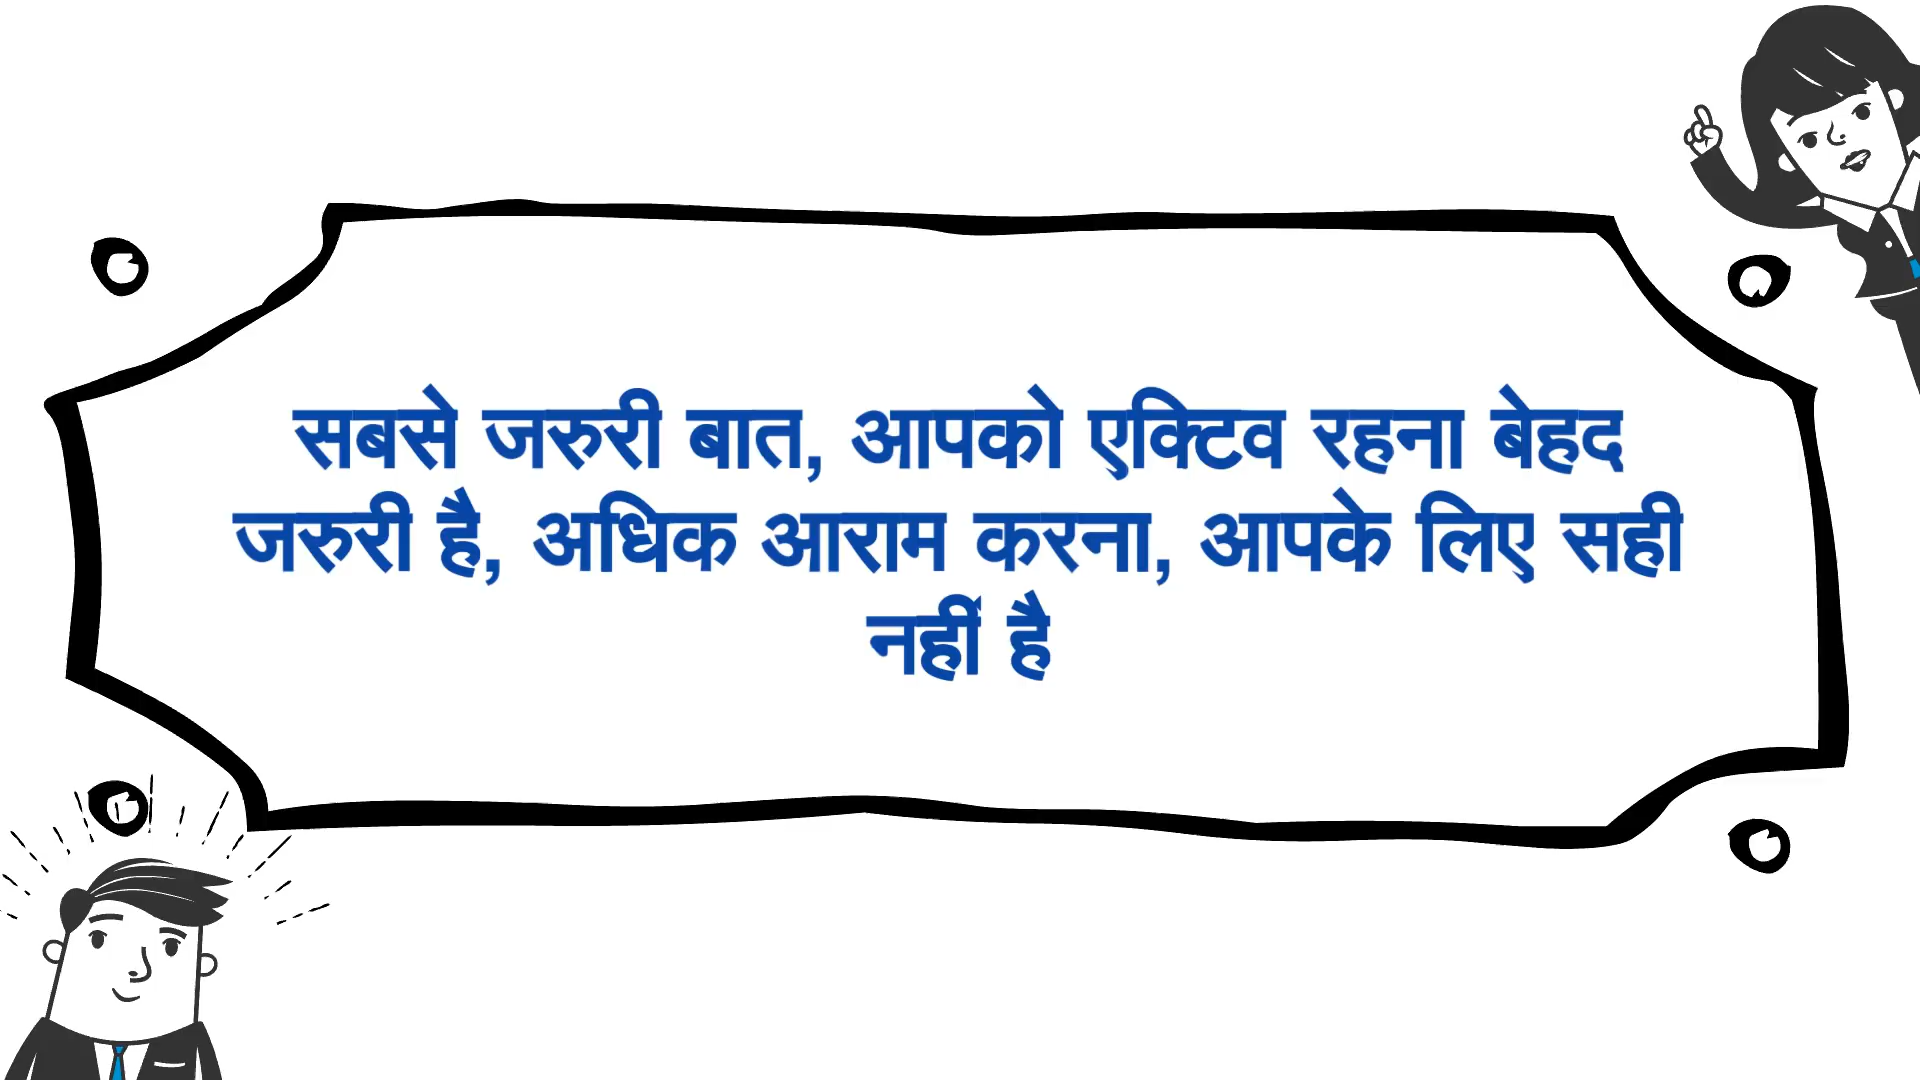 सबसे जरुरी बात, आपको एक्टिव रहना बेहद
जरुरी है, अधिक आराम करना, आपके लिए सही
नहीं है